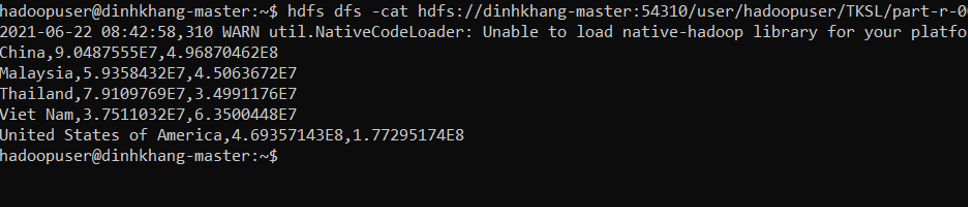 hadoopuser@dinhkhang-master:~$ hdfs dfs -cat hdfs://dinhkhang-master:54310/user/hadoopuser/TKSL/part-r-0
2021-06-22 08:42:58,310 WARN util.NativeCodeLoader: Unable to load native-hadoop library for your platfo
China,9.0487555E7,4.96870462E8
Malaysia,5.9358432E7,4.5063672E7
Thailand,7.9109769E7,3.4991176E7
Viet Nam,3.7511032E7,6.3500448E7
United States of America,4.69357143E8,1.77295174E8
hadoopuser@dinhkhang-master:~$